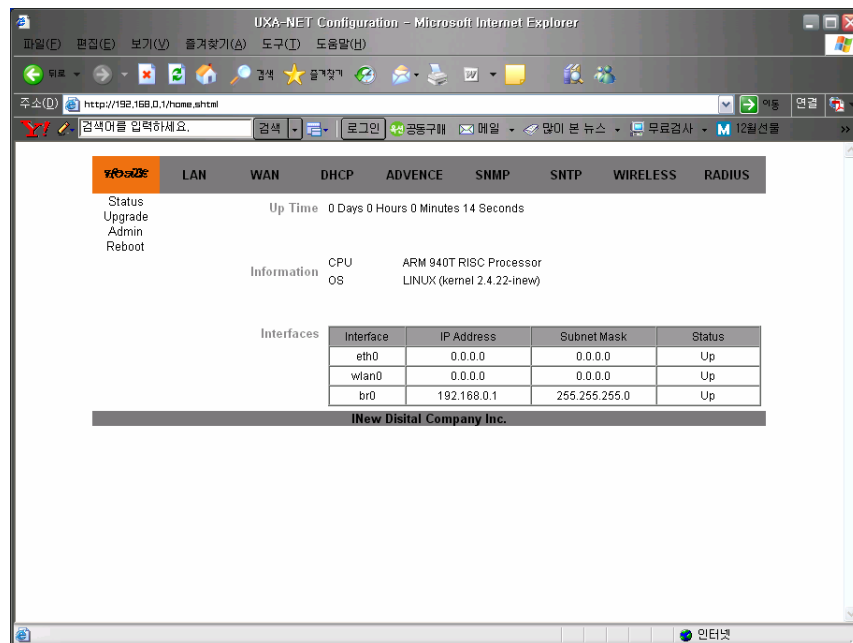 UXA-NET Configuration - Microsoft Internet Explorer
파일(F) 편집(E) 보기(V) 즐겨찾기(A) 도구(T) 도움말(H)
뒤로 검색 즐겨찾기
주소(D) http://192.168.0.1/home.shtml 이동 연결
Y! 검색어를 입력하세요. 검색 로그인 공동구매 메일 많이 본 뉴스 무료검사 M 12월선물 »
LAN WAN DHCP ADVENCE SNMP SNTP WIRELESS RADIUS
Status
Upgrade
Admin
Reboot
Up Time 0 Days 0 Hours 0 Minutes 14 Seconds
Information
CPU ARM 940T RISC Processor
OS LINUX (kernel 2.4.22-inew)
Interfaces
Interface IP Address Subnet Mask Status
eth0 0.0.0.0 0.0.0.0 Up
wlan0 0.0.0.0 0.0.0.0 Up
br0 192.168.0.1 255.255.255.0 Up
INew Disital Company Inc.
인터넷